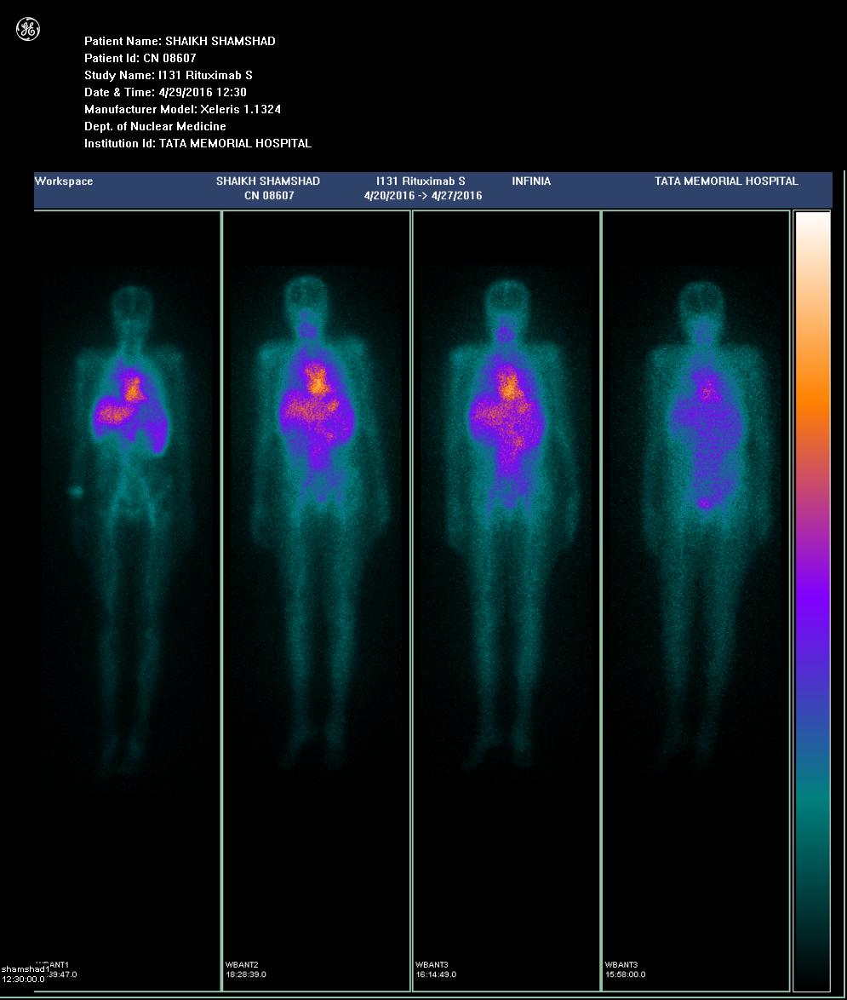 GE
Patient Name: SHAIKH SHAMSHAD
Patient Id: CN 08607
Study Name: I131 Rituximab S
Date & Time: 4/29/2016 12:30
Manufacturer Model: Xeleris 1.1324
Dept. of Nuclear Medicine
Institution Id: TATA MEMORIAL HOSPITAL
Workspace SHAIKH SHAMSHAD I131 Rituximab S INFINIA TATA MEMORIAL HOSPITAL
CN 08607 4/20/2016 -> 4/27/2016
WBANT2 WBANT3 WBANT3
shamshad1
18:28:39.0 16:14:49.0 15:58:00.0
12:30:00.0